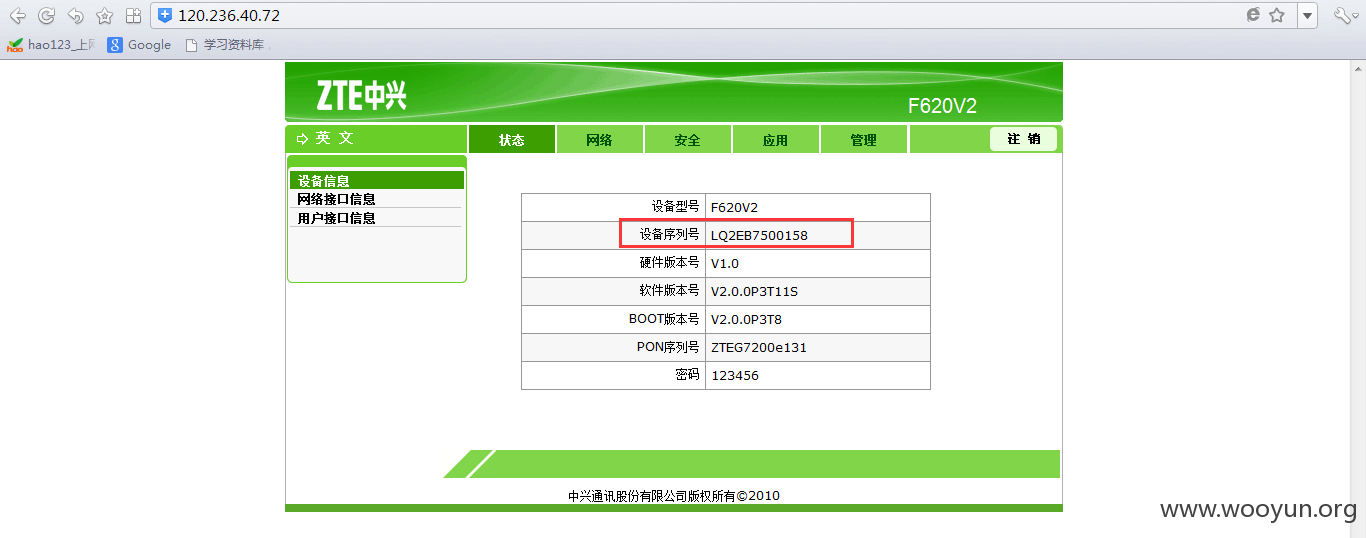 120.236.40.72
hao123_上网
Google
学习资料库
ZTE中兴
F620V2
英 文
状态 网络 安全 应用 管理 注 销
设备信息
网络接口信息
用户接口信息
设备型号 F620V2
设备序列号 LQ2EB7500158
硬件版本号 V1.0
软件版本号 V2.0.0P3T11S
BOOT版本号 V2.0.0P3T8
PON序列号 ZTEG7200e131
密码 123456
中兴通讯股份有限公司版权所有©2010
www.wooyun.org